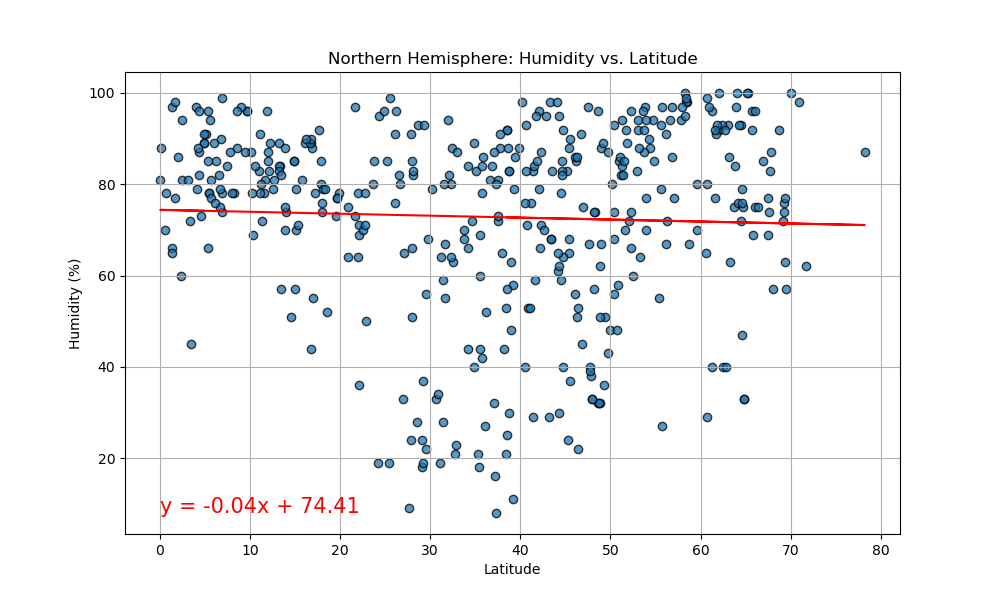 Northern Hemisphere: Humidity vs. Latitude
100
80
60
40
20
Humidity (%)
y = -0.04x + 74.41
0 10 20 30 40 50 60 70 80
Latitude